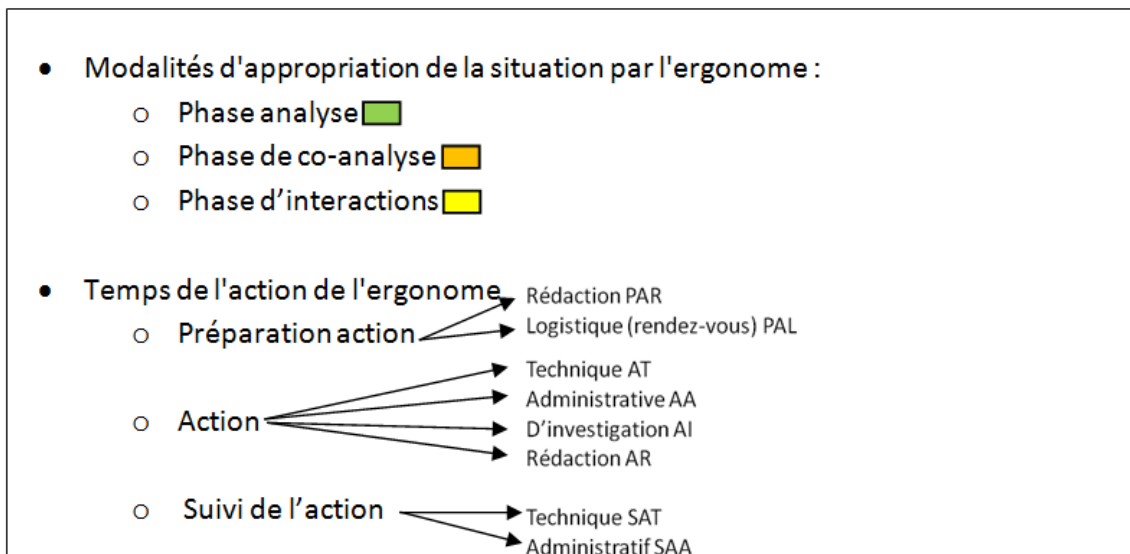 • Modalités d'appropriation de la situation par l'ergonome :
o Phase analyse
o Phase de co-analyse
o Phase d’interactions
• Temps de l'action de l'ergonome
Rédaction PAR
o Préparation action
Logistique (rendez-vous) PAL
Technique AT
Administrative AA
o Action
D’investigation AI
Rédaction AR
o Suivi de l’action
Technique SAT
Administratif SAA